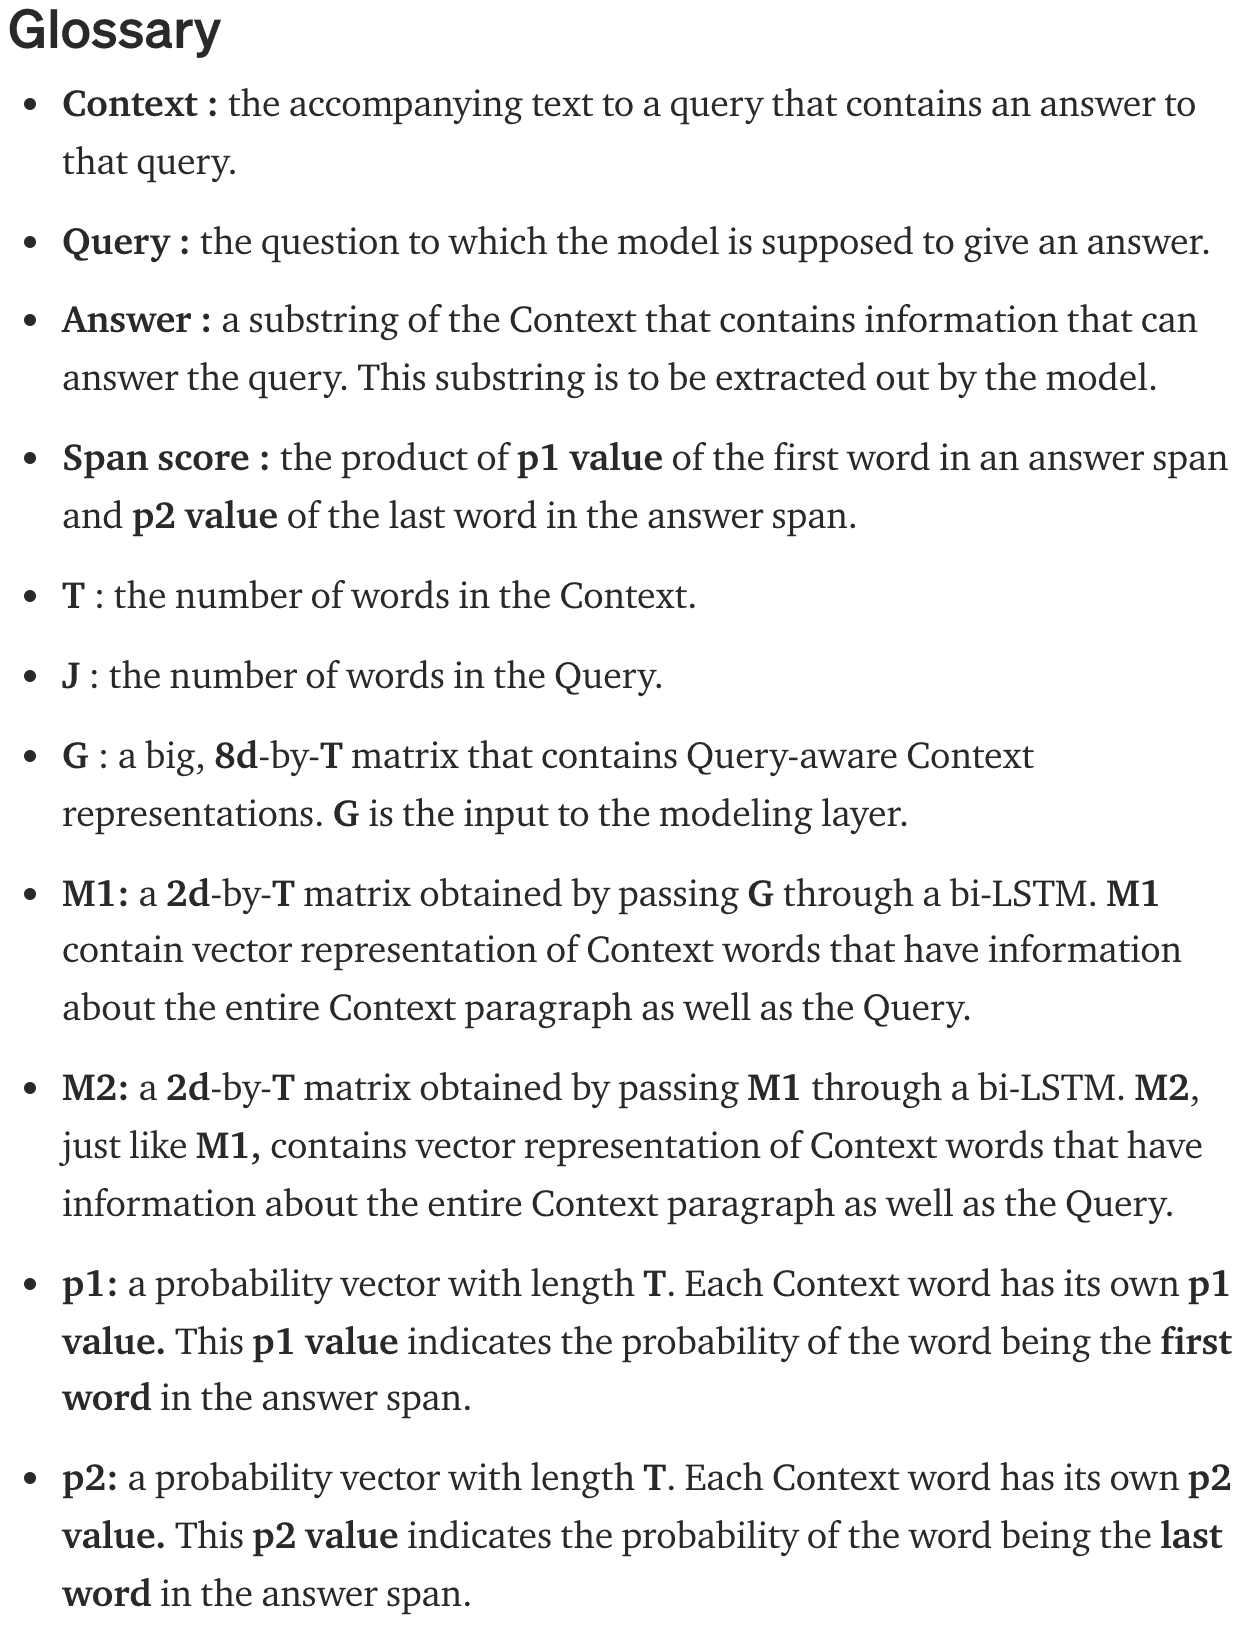 Glossary
• Context : the accompanying text to a query that contains an answer to
that query.
• Query : the question to which the model is supposed to give an answer.
• Answer : a substring of the Context that contains information that can
answer the query. This substring is to be extracted out by the model.
• Span score : the product of p1 value of the first word in an answer span
and p2 value of the last word in the answer span.
• T : the number of words in the Context.
• J : the number of words in the Query.
• G : a big, 8d-by-T matrix that contains Query-aware Context
representations. G is the input to the modeling layer.
• M1: a 2d-by-T matrix obtained by passing G through a bi-LSTM. M1
contain vector representation of Context words that have information
about the entire Context paragraph as well as the Query.
• M2: a 2d-by-T matrix obtained by passing M1 through a bi-LSTM. M2,
just like M1, contains vector representation of Context words that have
information about the entire Context paragraph as well as the Query.
• p1: a probability vector with length T. Each Context word has its own p1
value. This p1 value indicates the probability of the word being the first
word in the answer span.
• p2: a probability vector with length T. Each Context word has its own p2
value. This p2 value indicates the probability of the word being the last
word in the answer span.